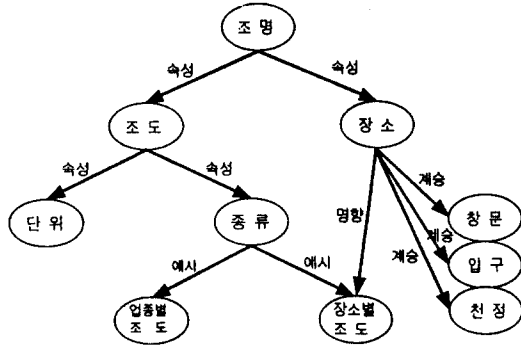 조 명
속성
속성
조 도
장 소
속성
속성
계승
명향
단 위
종 류
창 문
계승
입 구
계승
예시
예시
업종별
조 도
장소별
조 도
천 정